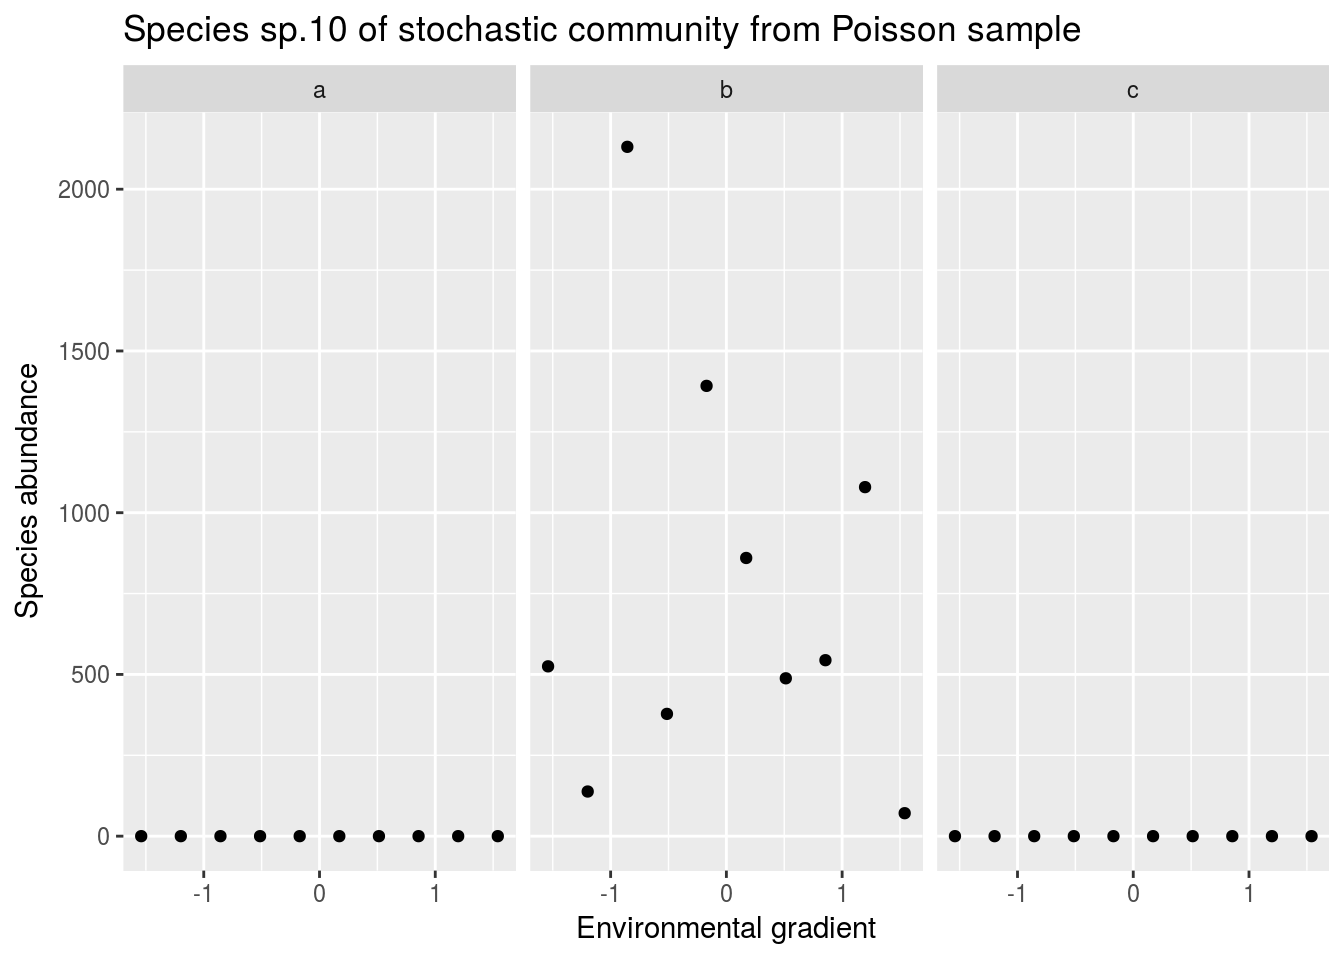 Species sp.10 of stochastic community from Poisson sample
a b c
Species abundance
2000
1500
1000
500
0
-1 0 1 -1 0 1 -1 0 1
Environmental gradient